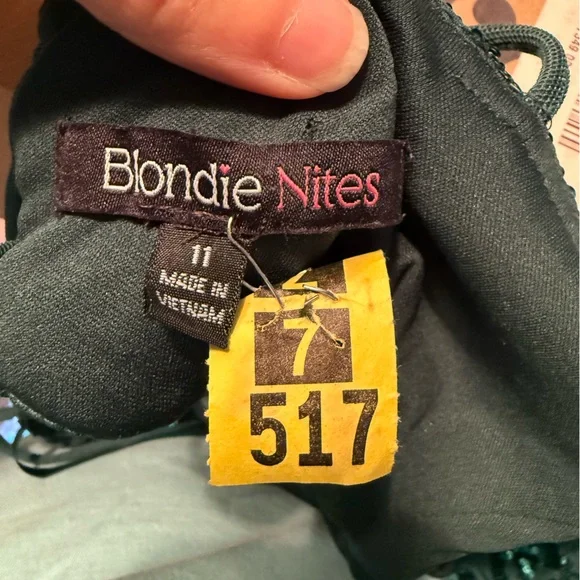 Blondie Nites
11
MADE IN
VIETNAM
7
517